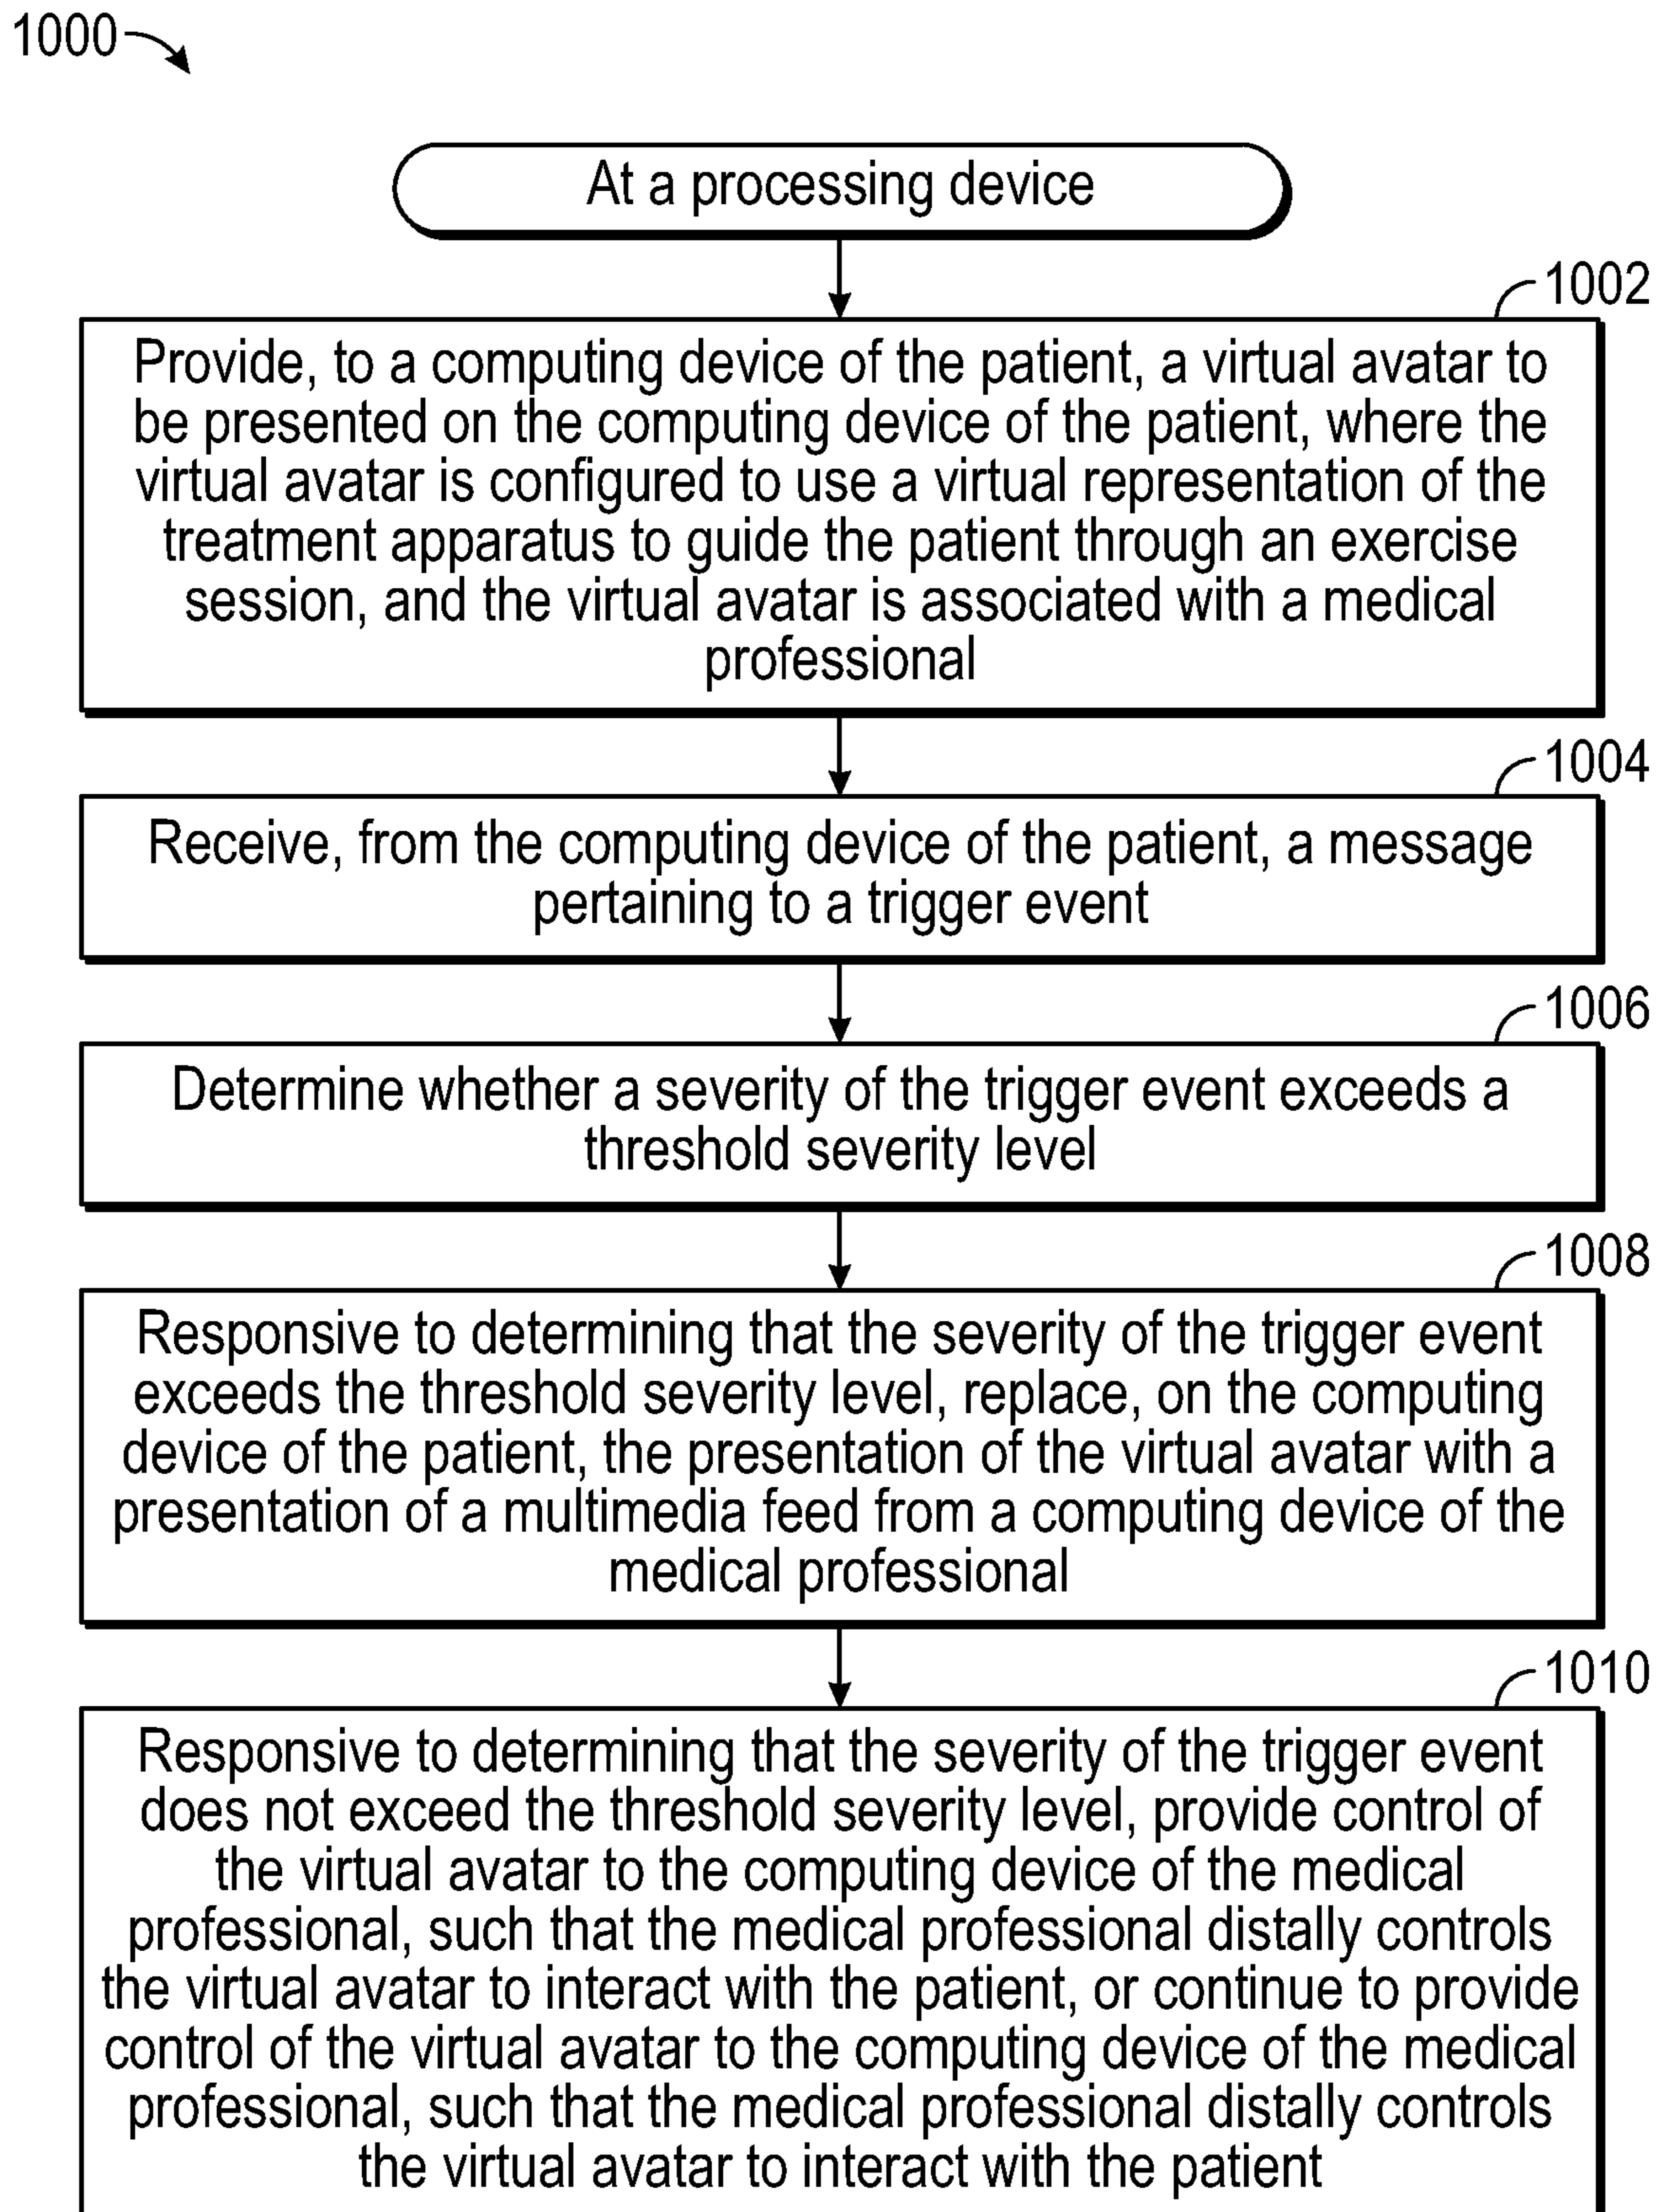 1000
At a processing device
1002
Provide, to a computing device of the patient, a virtual avatar to
be presented on the computing device of the patient, where the
virtual avatar is configured to use a virtual representation of the
treatment apparatus to guide the patient through an exercise
session, and the virtual avatar is associated with a medical
professional
1004
Receive, from the computing device of the patient, a message
pertaining to a trigger event
1006
Determine whether a severity of the trigger event exceeds a
threshold severity level
1008
Responsive to determining that the severity of the trigger event
exceeds the threshold severity level, replace, on the computing
device of the patient, the presentation of the virtual avatar with a
presentation of a multimedia feed from a computing device of the
medical professional
1010
Responsive to determining that the severity of the trigger event
does not exceed the threshold severity level, provide control of
the virtual avatar to the computing device of the medical
professional, such that the medical professional distally controls
the virtual avatar to interact with the patient, or continue to provide
control of the virtual avatar to the computing device of the medical
professional, such that the medical professional distally controls
the virtual avatar to interact with the patient